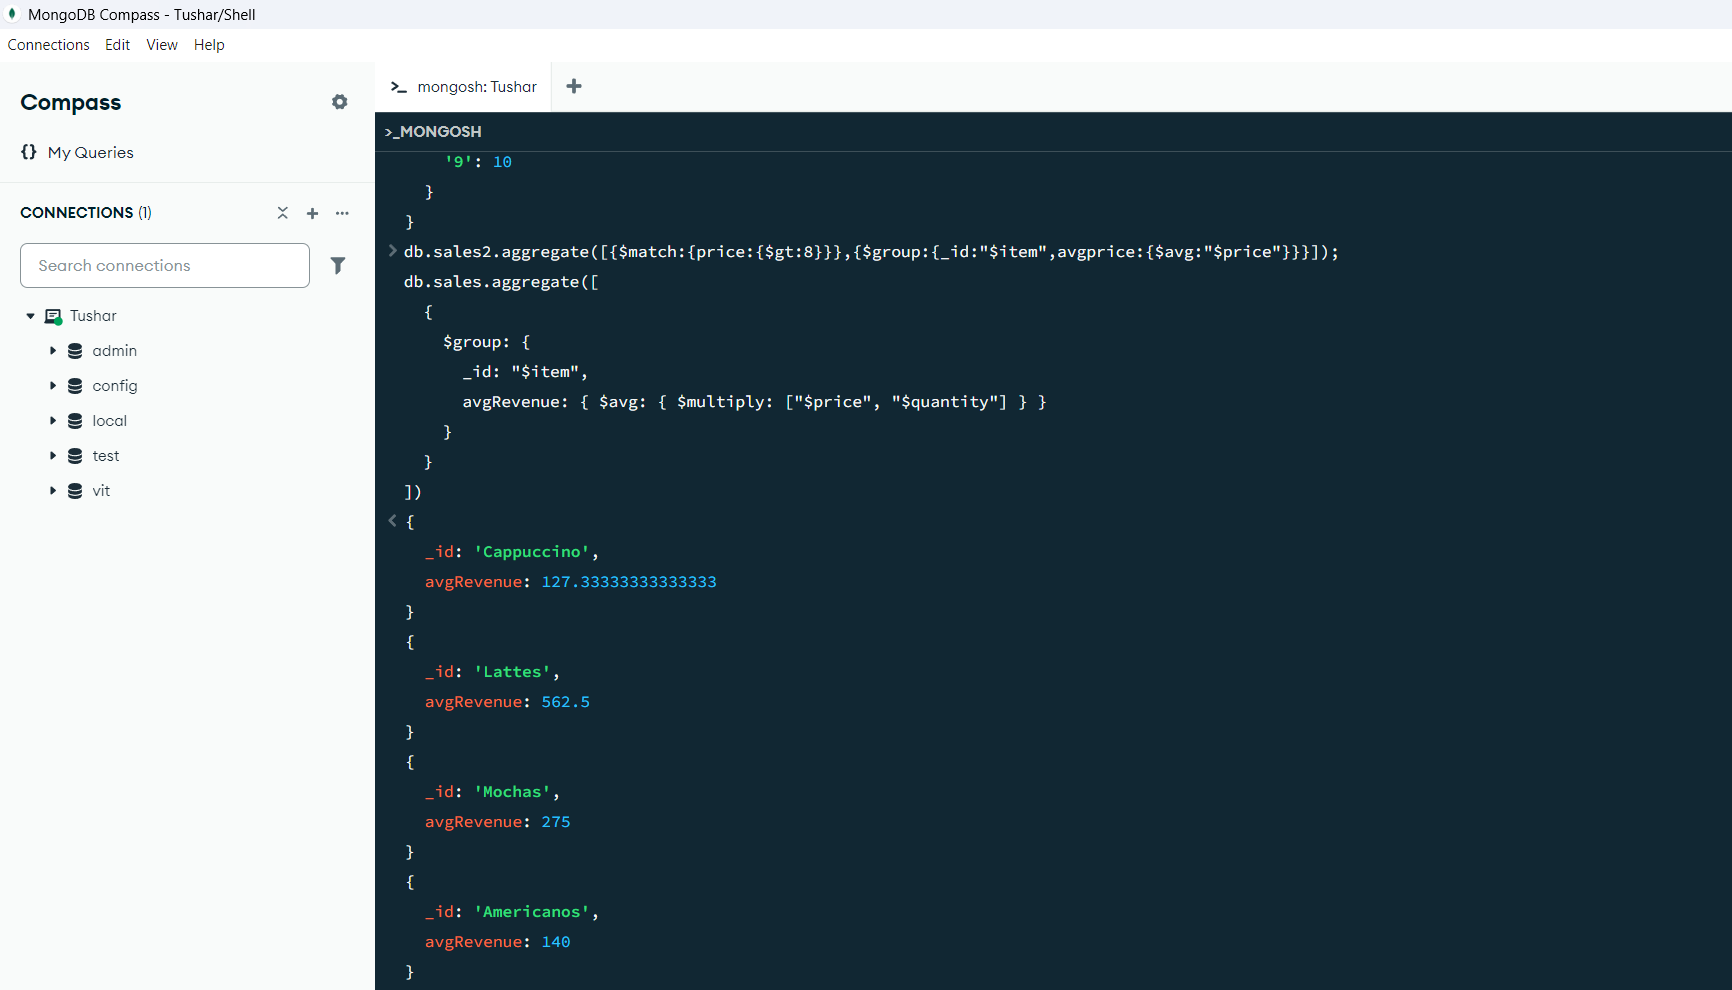 MongoDB Compass - Tushar/Shell
Connections Edit View Help
Compass
{} My Queries
CONNECTIONS (1)
Search connections
Tushar
admin
config
local
test
vit
>_ mongosh: Tushar
>_MONGOSH
'9': 10
}
}
> db.sales2.aggregate([{$match:{price:{$gt:8}}},{$group:{_id:"$item",avgprice:{$avg:"$price"}}}]);
db.sales.aggregate([
{
$group: {
_id: "$item",
avgRevenue: { $avg: { $multiply: ["$price", "$quantity"] } }
}
}
])
< {
_id: 'Cappuccino',
avgRevenue: 127.33333333333333
}
{
_id: 'Lattes',
avgRevenue: 562.5
}
{
_id: 'Mochas',
avgRevenue: 275
}
{
_id: 'Americanos',
avgRevenue: 140
}